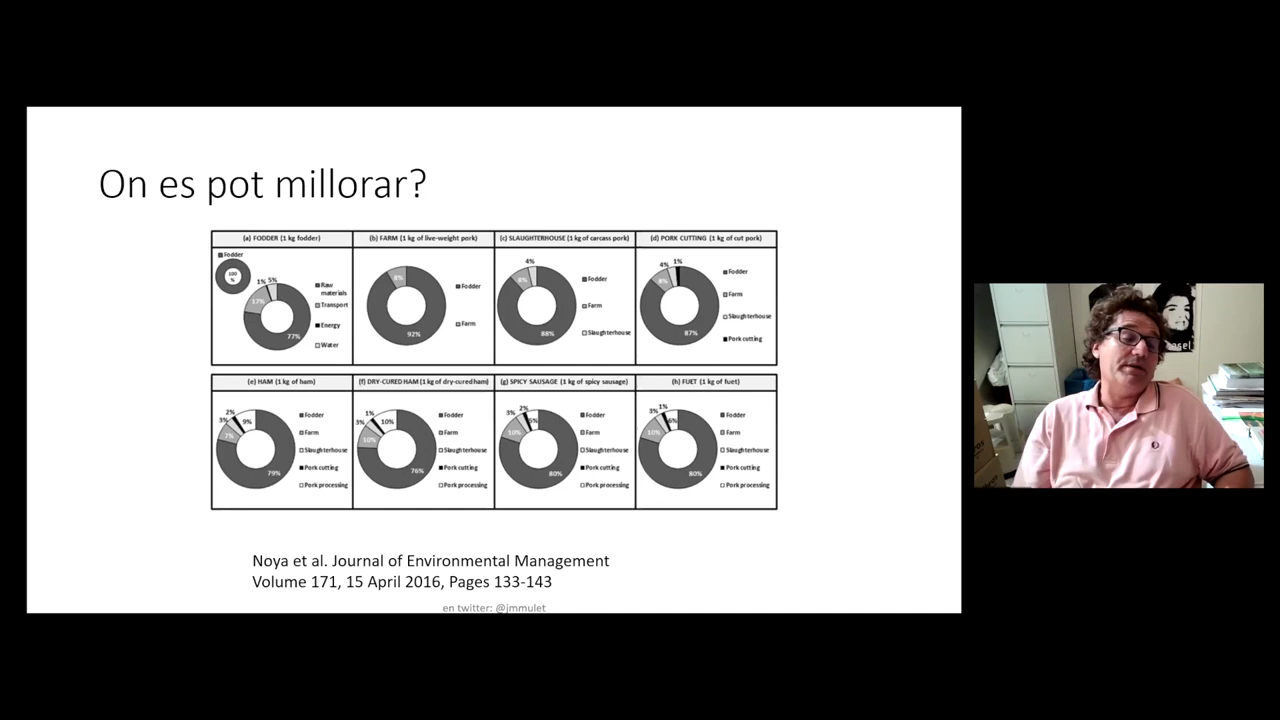 On es pot millorar?
(a) FODDER (1 kg fodder)
Fodder
100
%
1%
5%
17%
77%
Raw
materials
Transport
Energy
Water
(b) FARM (1 kg of live-weight pork)
8%
92%
Fodder
Farm
(c) SLAUGHTERHOUSE (1 kg of carcass pork)
4%
8%
88%
Fodder
Farm
Slaughterhouse
(d) PORK CUTTING (1 kg of cut pork)
4%
1%
8%
87%
Fodder
Farm
Slaughterhouse
Pork cutting
(e) HAM (1 kg of ham)
2%
3%
9%
7%
79%
Fodder
Farm
Slaughterhouse
Pork cutting
Pork processing
(f) DRY-CURED HAM (1 kg of dry-cured ham)
1%
3%
10%
10%
76%
Fodder
Farm
Slaughterhouse
Pork cutting
Pork processing
(g) SPICY SAUSAGE (1 kg of spicy sausage)
2%
3%
5%
10%
80%
Fodder
Farm
Slaughterhouse
Pork cutting
Pork processing
(h) FUET (1 kg of fuet)
1%
3%
6%
10%
80%
Fodder
Farm
Slaughterhouse
Pork cutting
Pork processing
Noya et al. Journal of Environmental Management
Volume 171, 15 April 2016, Pages 133-143
en twitter: @jmmulet